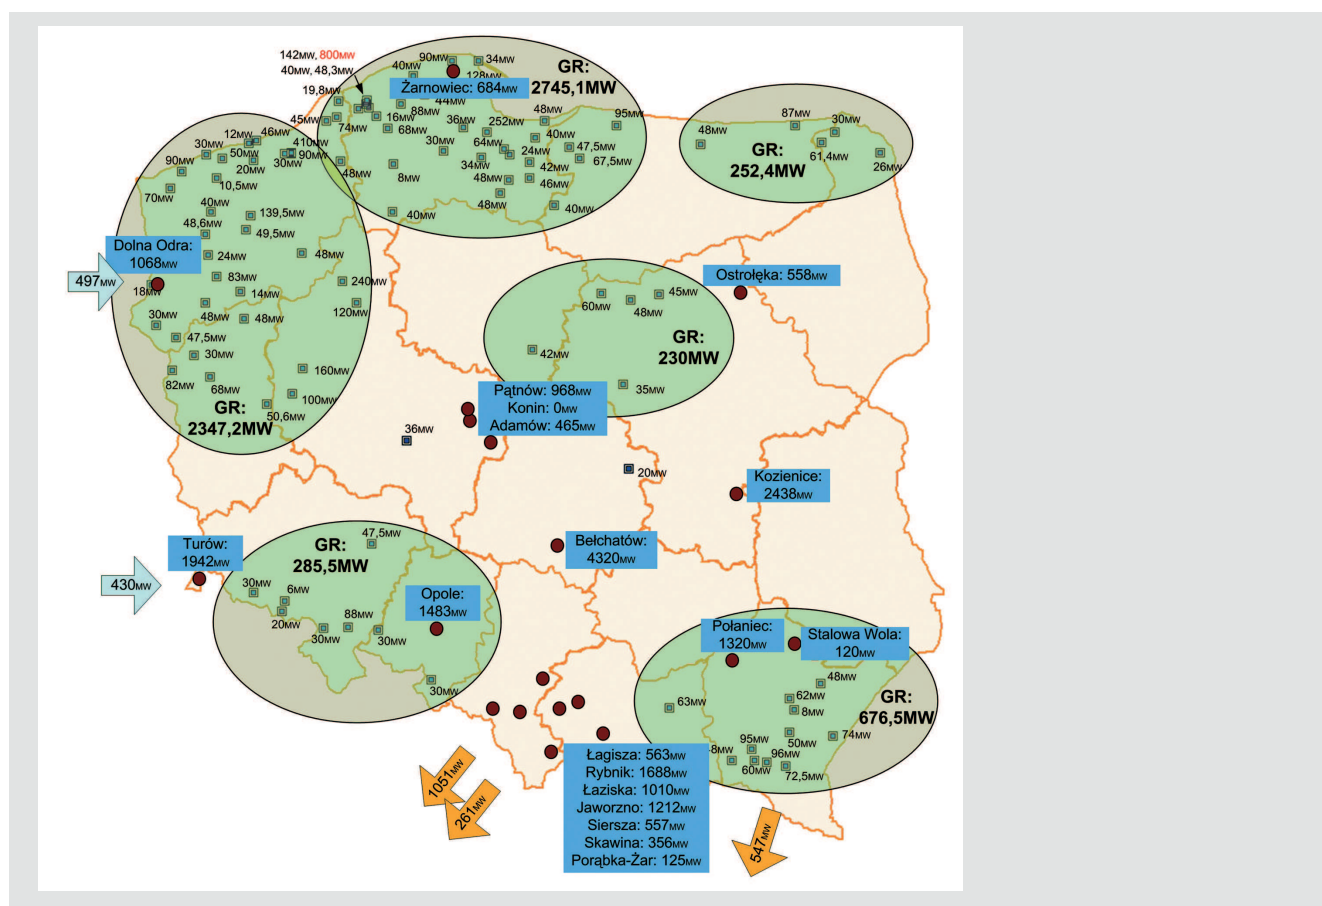 142MW, 800MW
40MW, 48,3MW
90MW
34MW
40MW
128MW
GR:
2745,1MW
Żarnowiec: 684MW
19,8MW
44MW
88MW
16MW
45MW
74MW
68MW
36MW
252MW
48MW
95MW
40MW
64MW
30MW
24MW
47,5MW
67,5MW
34MW
42MW
48MW
8MW
48MW
46MW
48MW
40MW
40MW
48MW
87MW
30MW
GR:
252,4MW
61,4MW
26MW
12MW
46MW
410MW
30MW
50MW
90MW
30MW
90MW
20MW
10,5MW
70MW
40MW
139,5MW
48,6MW
49,5MW
Dolna Odra:
1068MW
24MW
48MW
497MW
18MW
83MW
14MW
240MW
120MW
30MW
48MW
48MW
47,5MW
30MW
82MW
68MW
160MW
100MW
50,6MW
GR:
2347,2MW
Ostrołęka: 558MW
60MW
45MW
48MW
GR:
230MW
42MW
35MW
Pątnów: 968MW
Konin: 0MW
Adamów: 465MW
36MW
20MW
Kozienice:
2438MW
Bełchatów:
4320MW
Turów:
1942MW
430MW
47,5MW
GR:
285,5MW
30MW
6MW
20MW
88MW
30MW
30MW
Opole:
1483MW
30MW
Połaniec:
1320MW
Stalowa Wola:
120MW
48MW
63MW
62MW
8MW
GR:
676,5MW
50MW
74MW
95MW
8MW
96MW
60MW
72,5MW
Łagisza: 563MW
Rybnik: 1688MW
Łaziska: 1010MW
Jaworzno: 1212MW
Siersza: 557MW
Skawina: 356MW
Porąbka-Żar: 125MW
1051MW
261MW
547MW